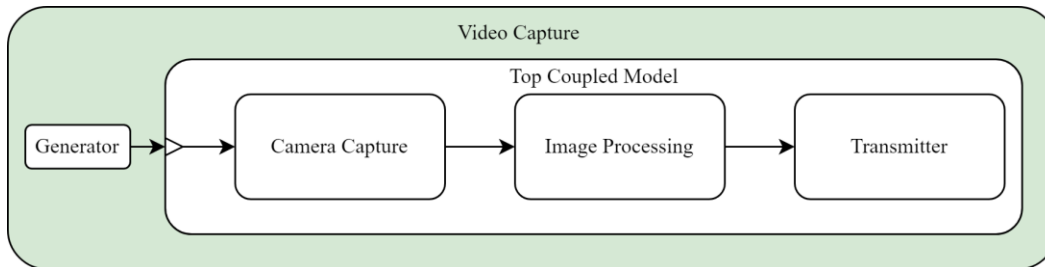 Video Capture
Top Coupled Model
Generator
Camera Capture
Image Processing
Transmitter